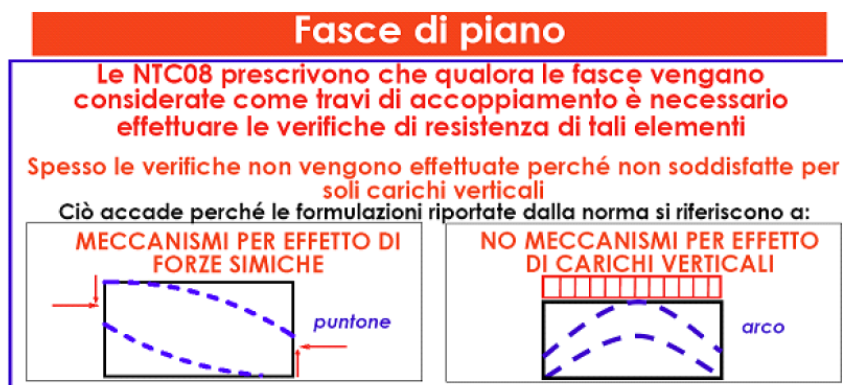 Fasce di piano
Le NTC08 prescrivono che qualora le fasce vengano
considerate come travi di accoppiamento è necessario
effettuare le verifiche di resistenza di tali elementi
Spesso le verifiche non vengono effettuate perché non soddisfatte per
soli carichi verticali
Ciò accade perché le formulazioni riportate dalla norma si riferiscono a:
MECCANISMI PER EFFETTO DI
FORZE SIMICHE
puntone
NO MECCANISMI PER EFFETTO
DI CARICHI VERTICALI
arco